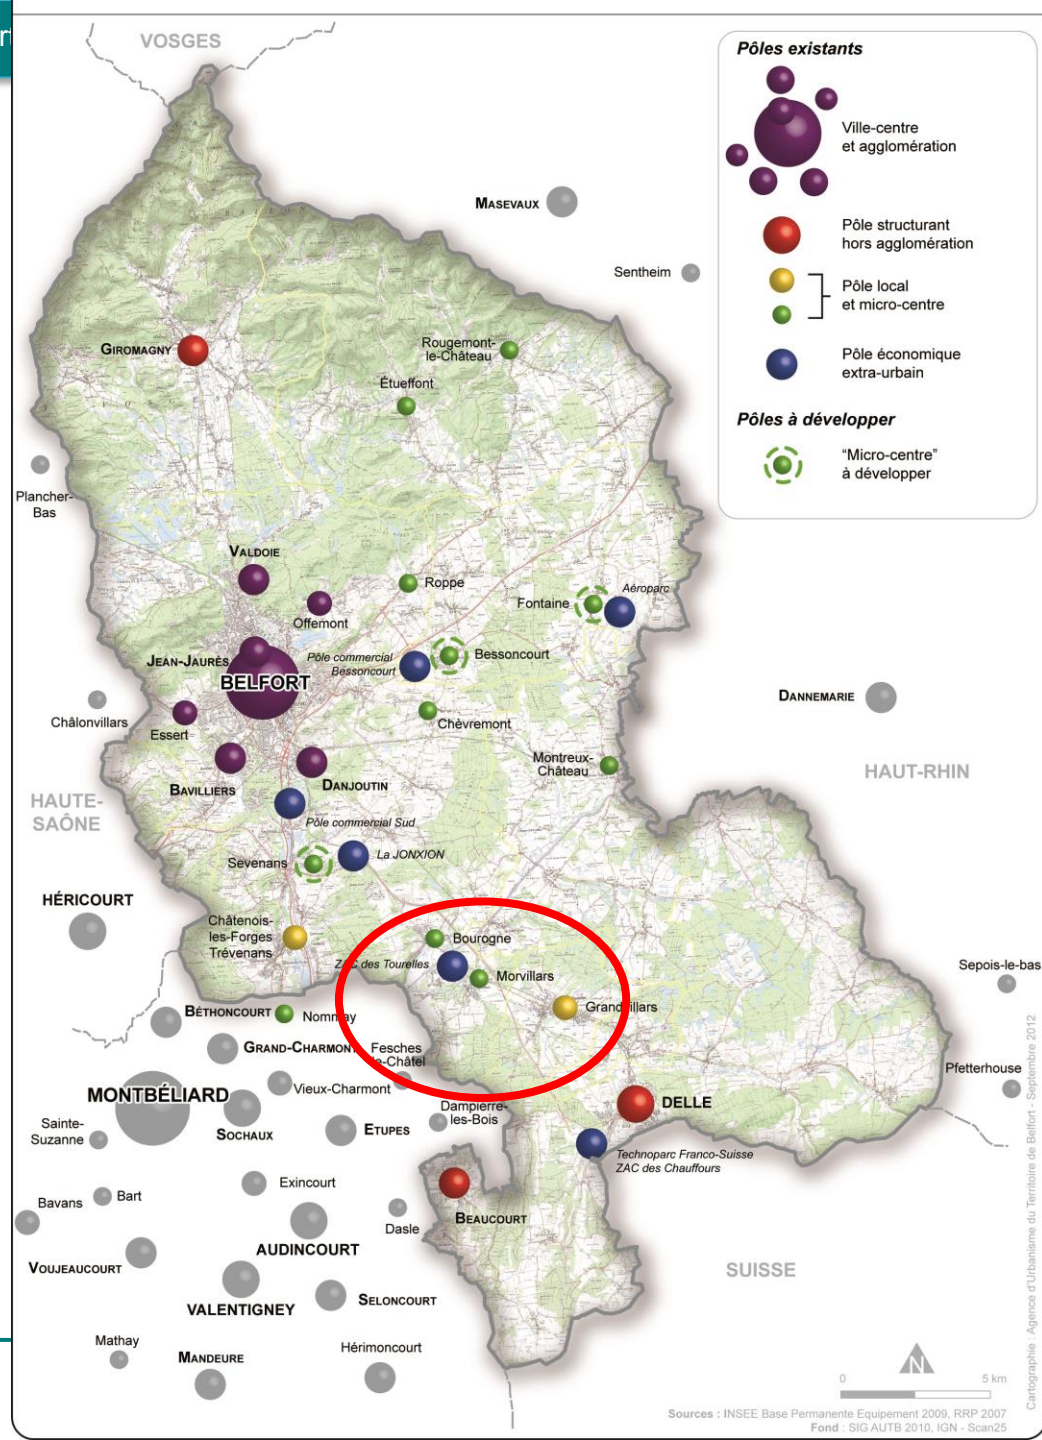 VOSGES
Pôles existants
Ville-centre
et agglomération
Pôle structurant
hors agglomération
Pôle local
et micro-centre
Pôle économique
extra-urbain
Pôles à développer
"Micro-centre"
à développer
MASEVAUX
Sentheim
GIROMAGNY
Rougemont-
le-Château
Étueffont
Plancher-
Bas
VALDOIE
Offemont
Roppe
Fontaine
Aéroparc
JEAN-JAURÈS
BELFORT
Pôle commercial
Bessoncourt
Bessoncourt
Châlonvillars
Essert
Chèvremont
DANNEMARIE
Montreux-
Château
BAVILLIERS
DANJOUTIN
HAUT-RHIN
HAUTE-
SAÔNE
Pôle commercial Sud
Sevenans
La JONXION
HÉRICOURT
Châtenois-
les-Forges
Trévenans
Bourogne
ZAC des Tourelles
Morvillars
Grandvillars
Sepois-le-bas
BÉTHONCOURT
Nommay
GRAND-CHARMONT
Fesches
le-Châtel
Pfetterhouse
MONTBÉLIARD
Vieux-Charmont
DELLE
Dampierre-
les-Bois
Sainte-
Suzanne
SOCHAUX
ETUPES
Technoparc Franco-Suisse
ZAC des Chauffours
Exincourt
Bart
Bavans
Dasle
BEAUCOURT
AUDINCOURT
VOUJEAUCOURT
SUISSE
VALENTIGNEY
SELONCOURT
Mathay
MANDEURE
Hérimoncourt
N
0 5 km
Sources : INSEE Base Permanente Equipement 2009, RRP 2007
Fond : SIG AUTB 2010, IGN - Scan25
Cartographie : Agence d'Urbanisme du Territoire de Belfort - Septembre 2012